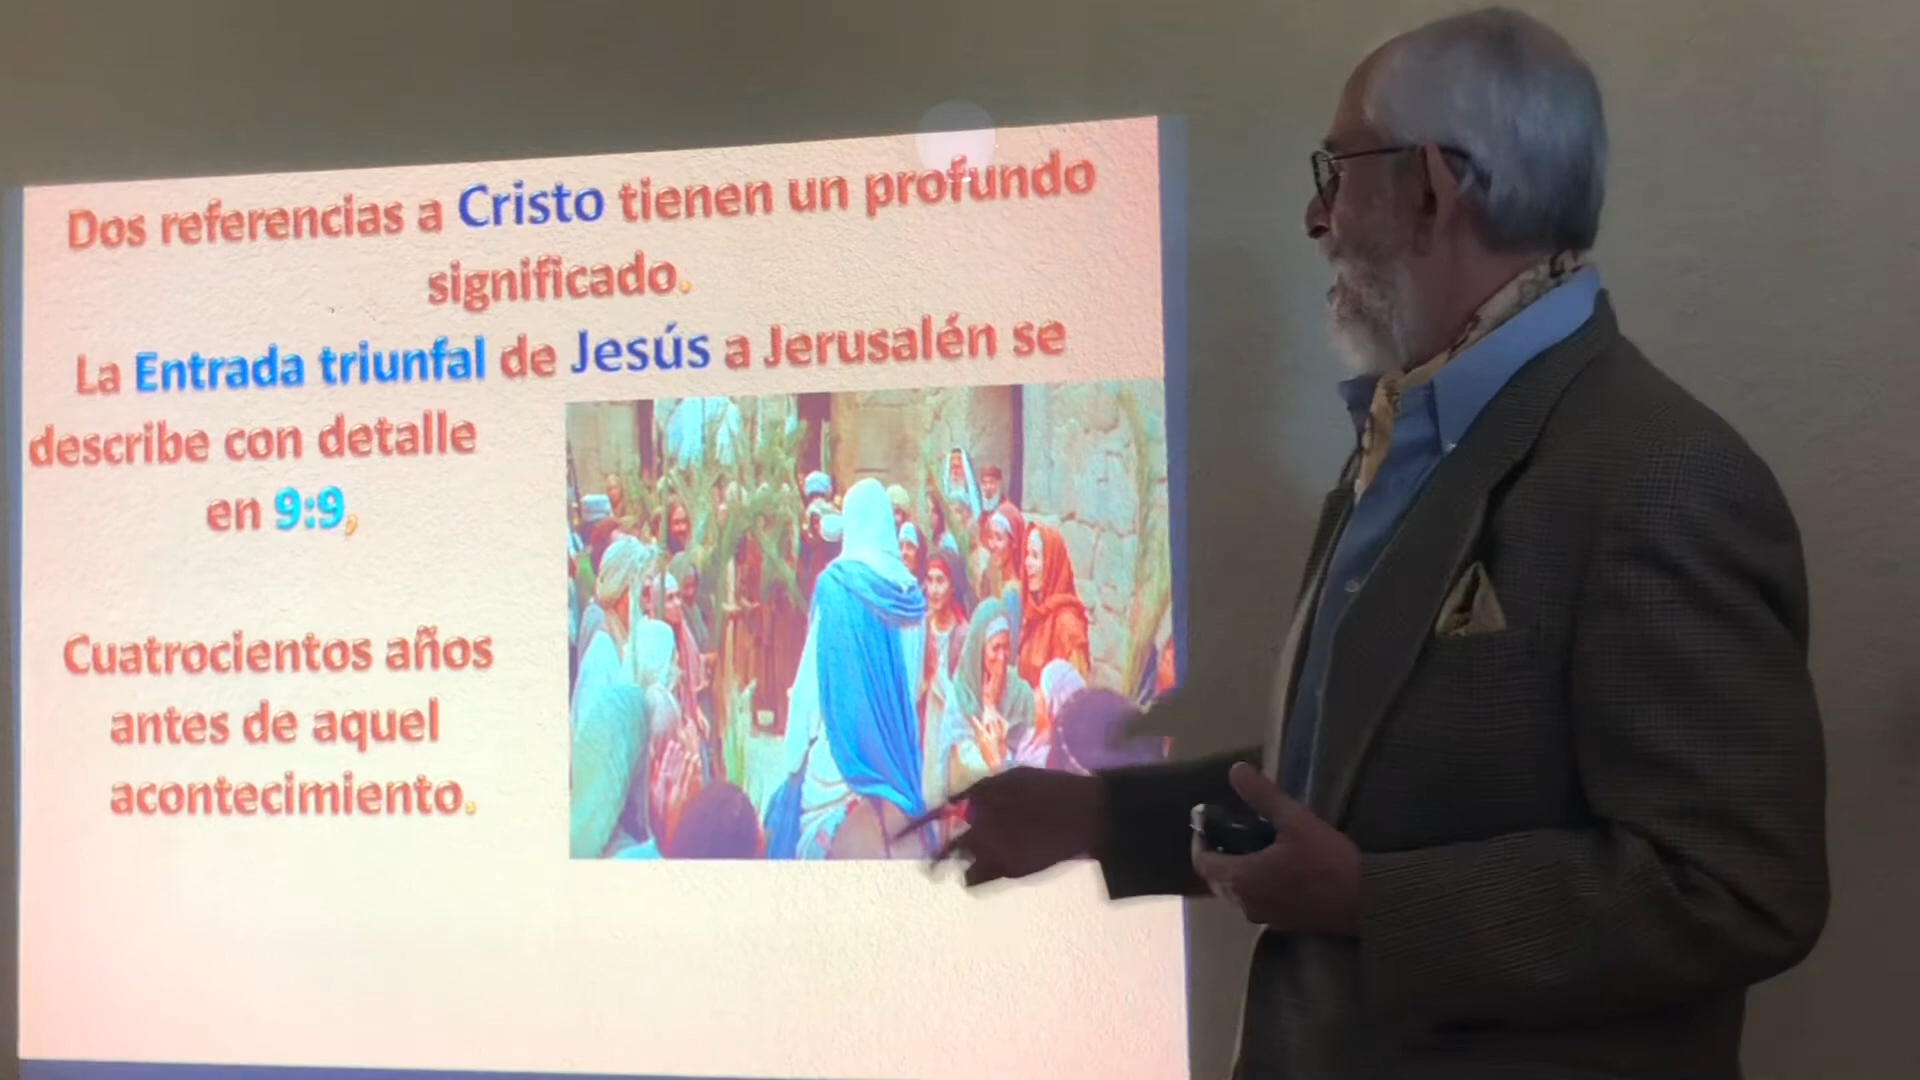 Dos referencias a Cristo tienen un profundo
significado.
La Entrada triunfal de Jesús a Jerusalén se
describe con detalle
en 9:9,
Cuatrocientos años
antes de aquel
acontecimiento.